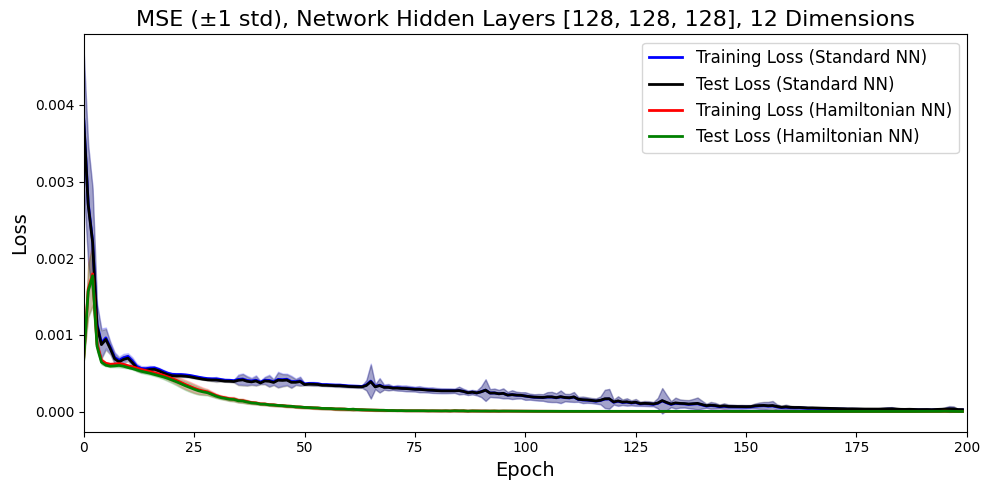 MSE (±1 std), Network Hidden Layers [128, 128, 128], 12 Dimensions
Training Loss (Standard NN)
Test Loss (Standard NN)
Training Loss (Hamiltonian NN)
Test Loss (Hamiltonian NN)
Loss
0.004
0.003
0.002
0.001
0.000
0 25 50 75 100 125 150 175 200
Epoch